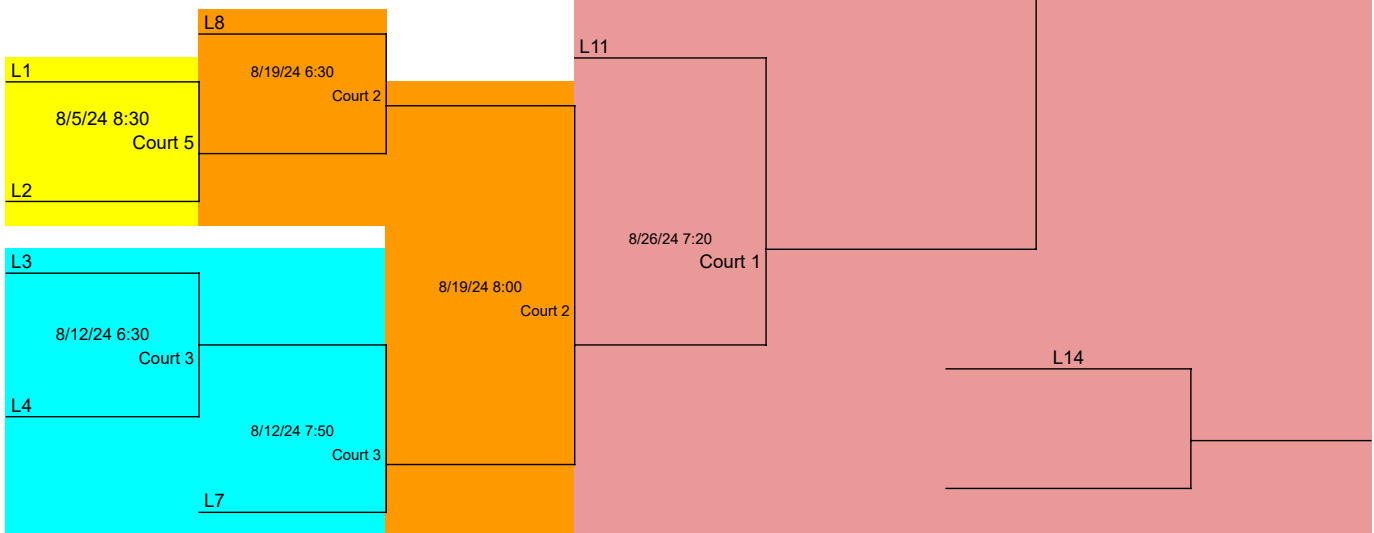 L8
L11
L1
8/19/24 6:30
Court 2
8/5/24 8:30
Court 5
L2
L3
8/26/24 7:20
Court 1
8/19/24 8:00
Court 2
8/12/24 6:30
Court 3
L14
L4
8/12/24 7:50
Court 3
L7